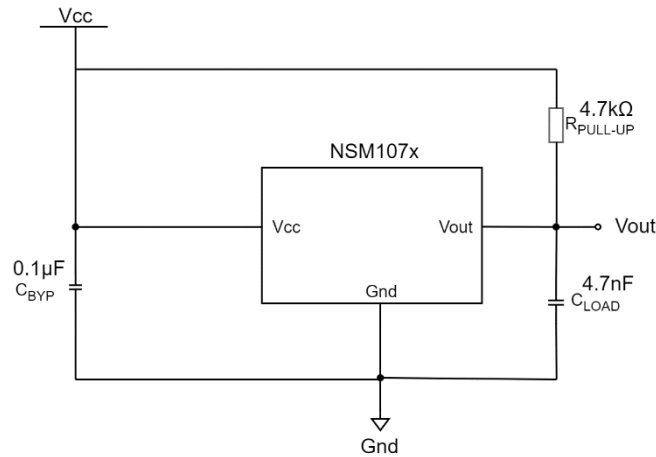 Vcc
4.7kΩ
RPULL-UP
NSM107x
Vcc
Vout
Vout
0.1µF
CBYP
Gnd
4.7nF
CLOAD
Gnd